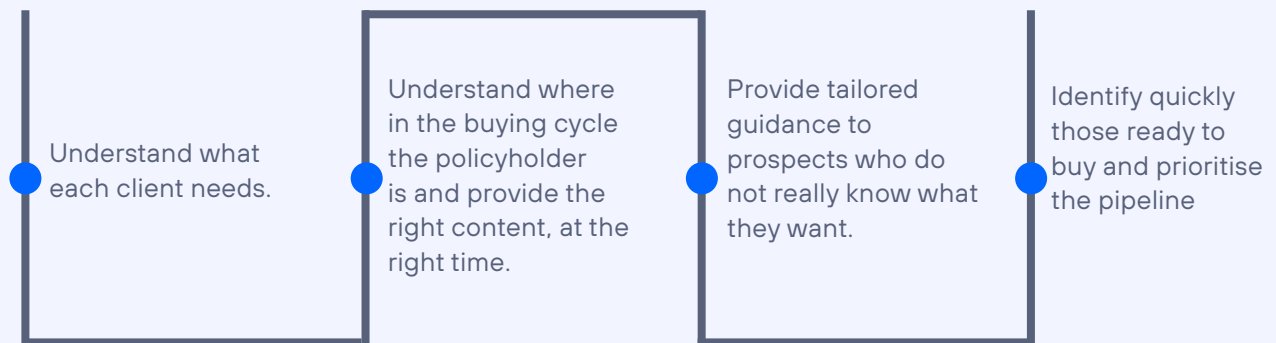 Understand what
each client needs.
Understand where
in the buying cycle
the policyholder
is and provide the
right content, at the
right time.
Provide tailored
guidance to
prospects who do
not really know what
they want.
Identify quickly
those ready to
buy and prioritise
the pipeline